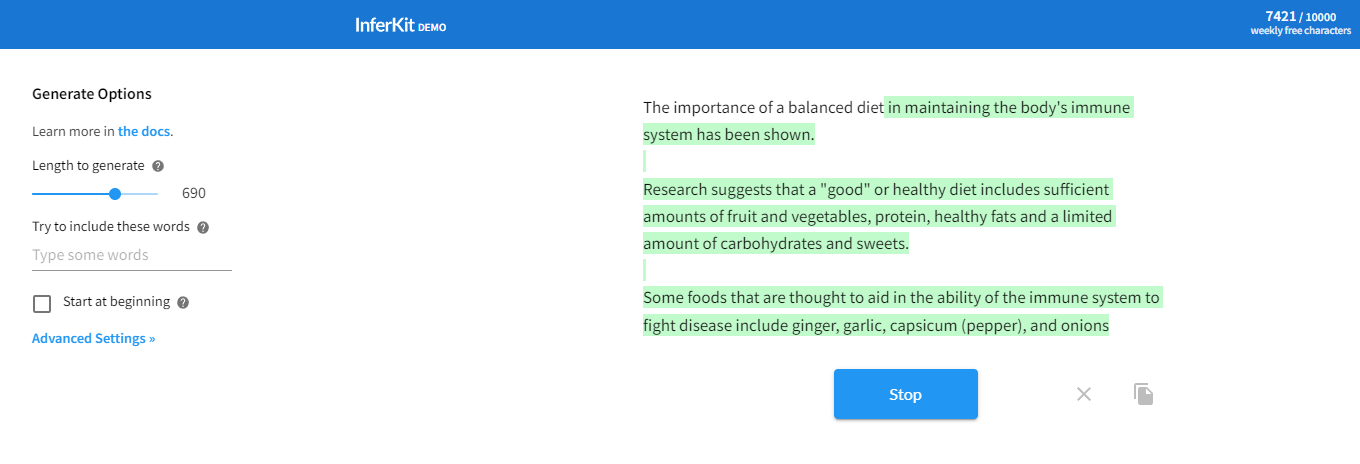 InferKit DEMO
7421 / 10000
weekly free characters
Generate Options
Learn more in the docs.
Length to generate ?
690
Try to include these words ?
Type some words
Start at beginning ?
Advanced Settings »
The importance of a balanced diet in maintaining the body's immune
system has been shown.
Research suggests that a "good" or healthy diet includes sufficient
amounts of fruit and vegetables, protein, healthy fats and a limited
amount of carbohydrates and sweets.
Some foods that are thought to aid in the ability of the immune system to
fight disease include ginger, garlic, capsicum (pepper), and onions
Stop